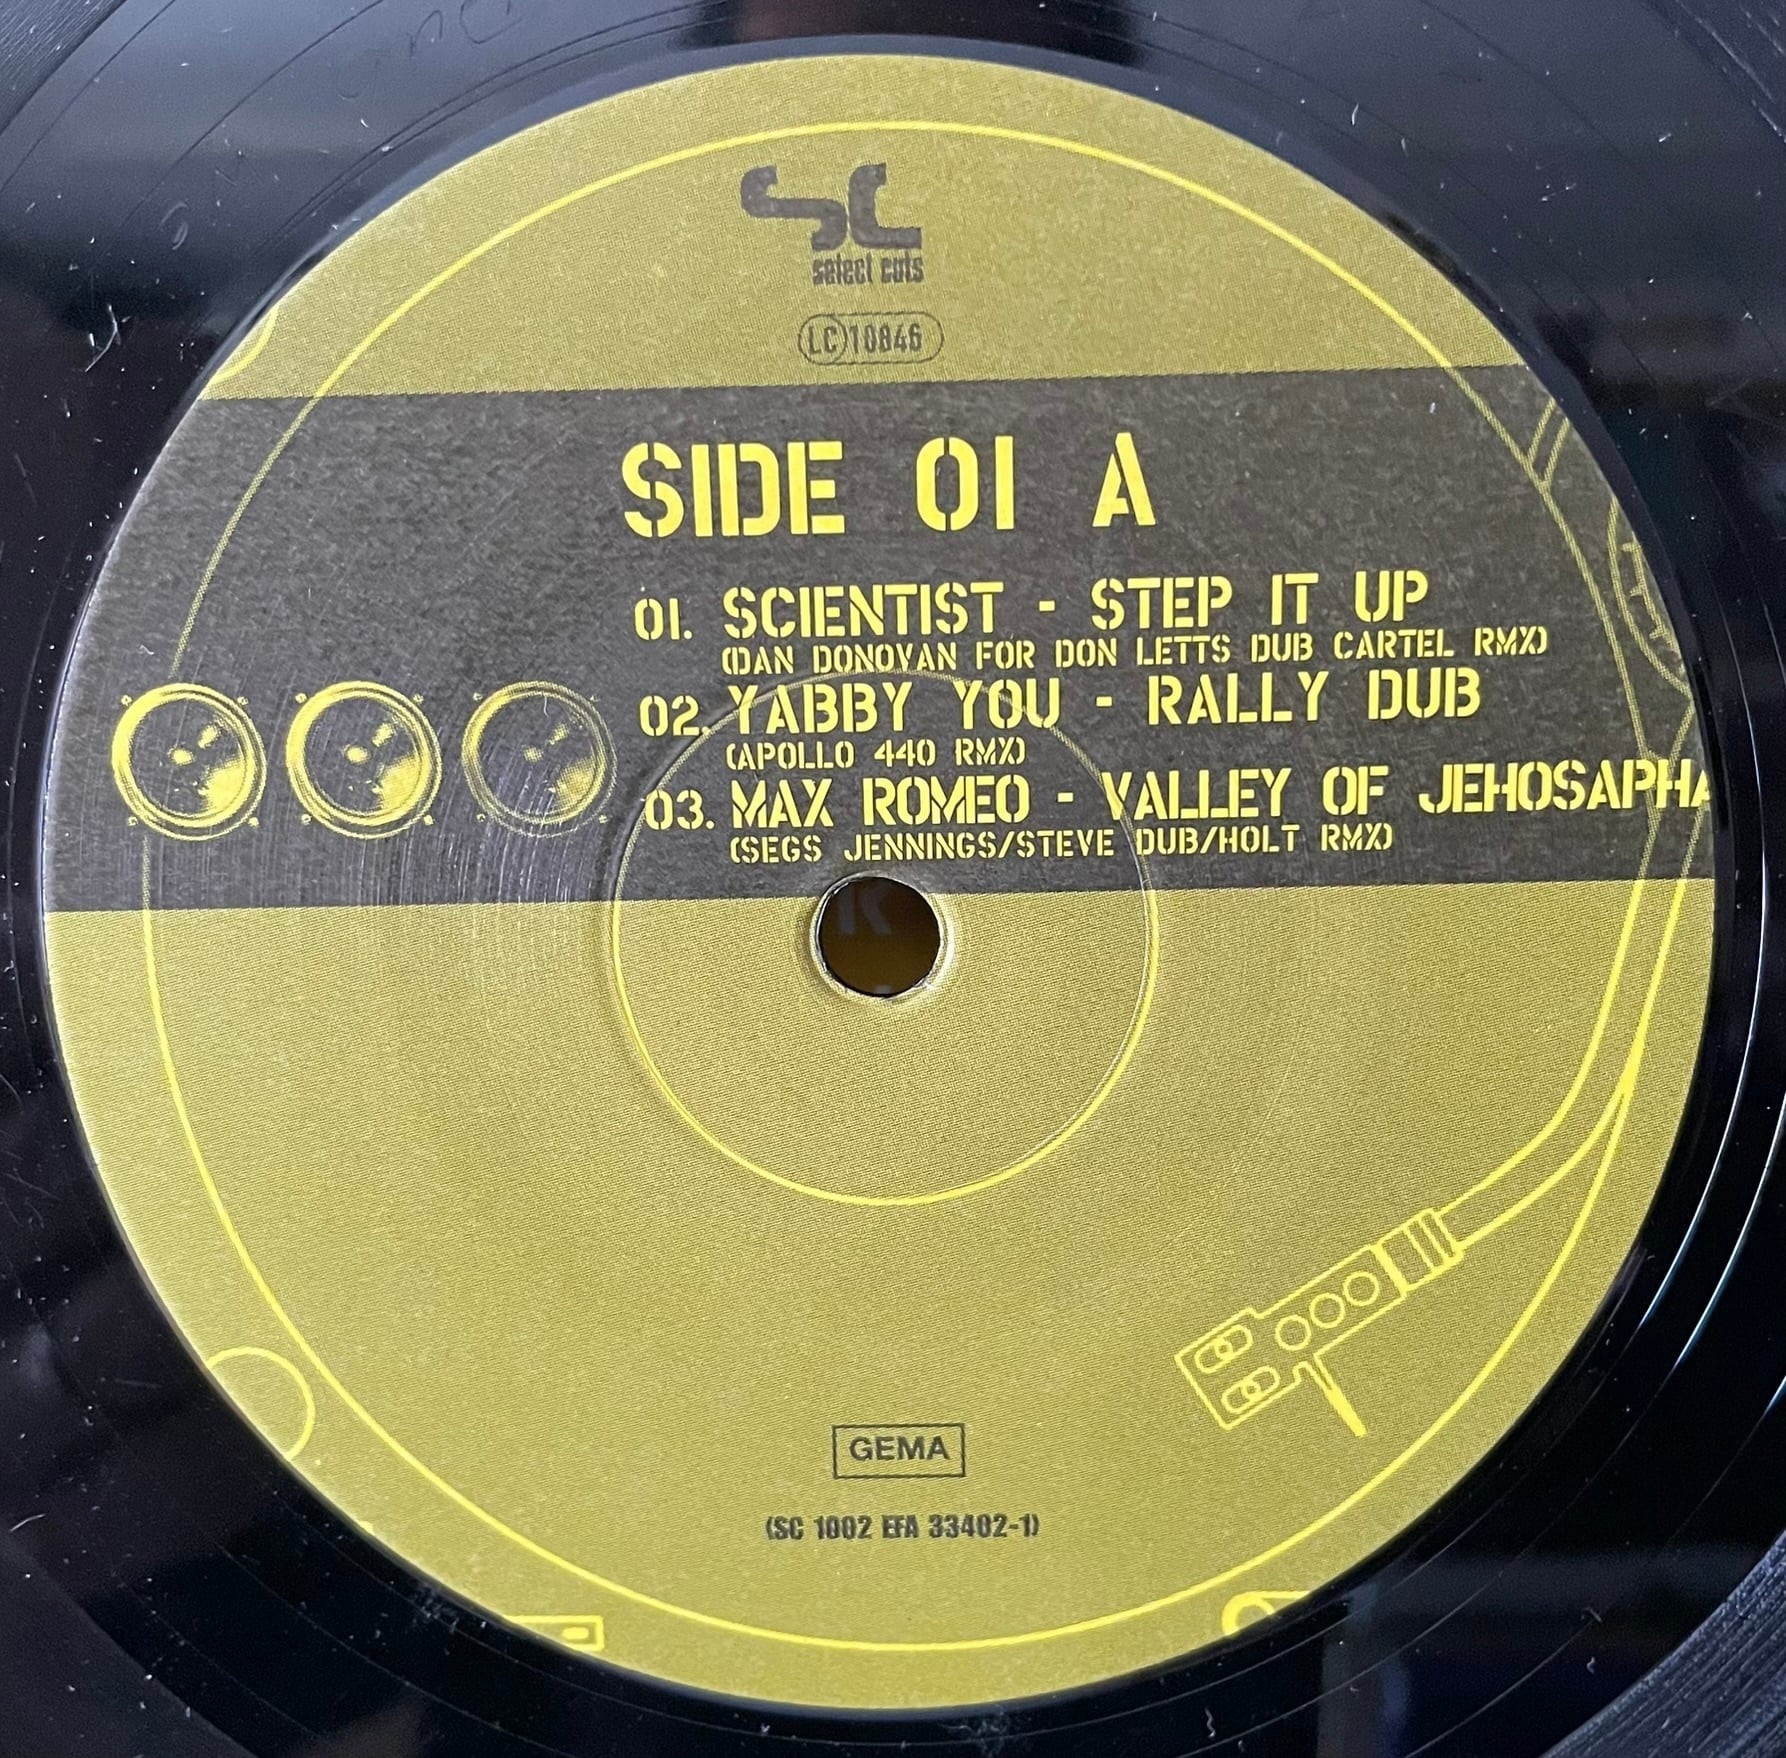 SC
select cuts
LC 10846
SIDE 01 A
01. SCIENTIST - STEP IT UP
(DAN DONOVAN FOR DON LETTS DUB CARTEL RMX)
02. YABBY YOU - RALLY DUB
(APOLLO 440 RMX)
03. MAX ROMEO - VALLEY OF JEHOSAPHA
(SEGS JENNINGS/STEVE DUB/HOLT RMX)
GEMA
(SC 1002 EFA 33402-1)